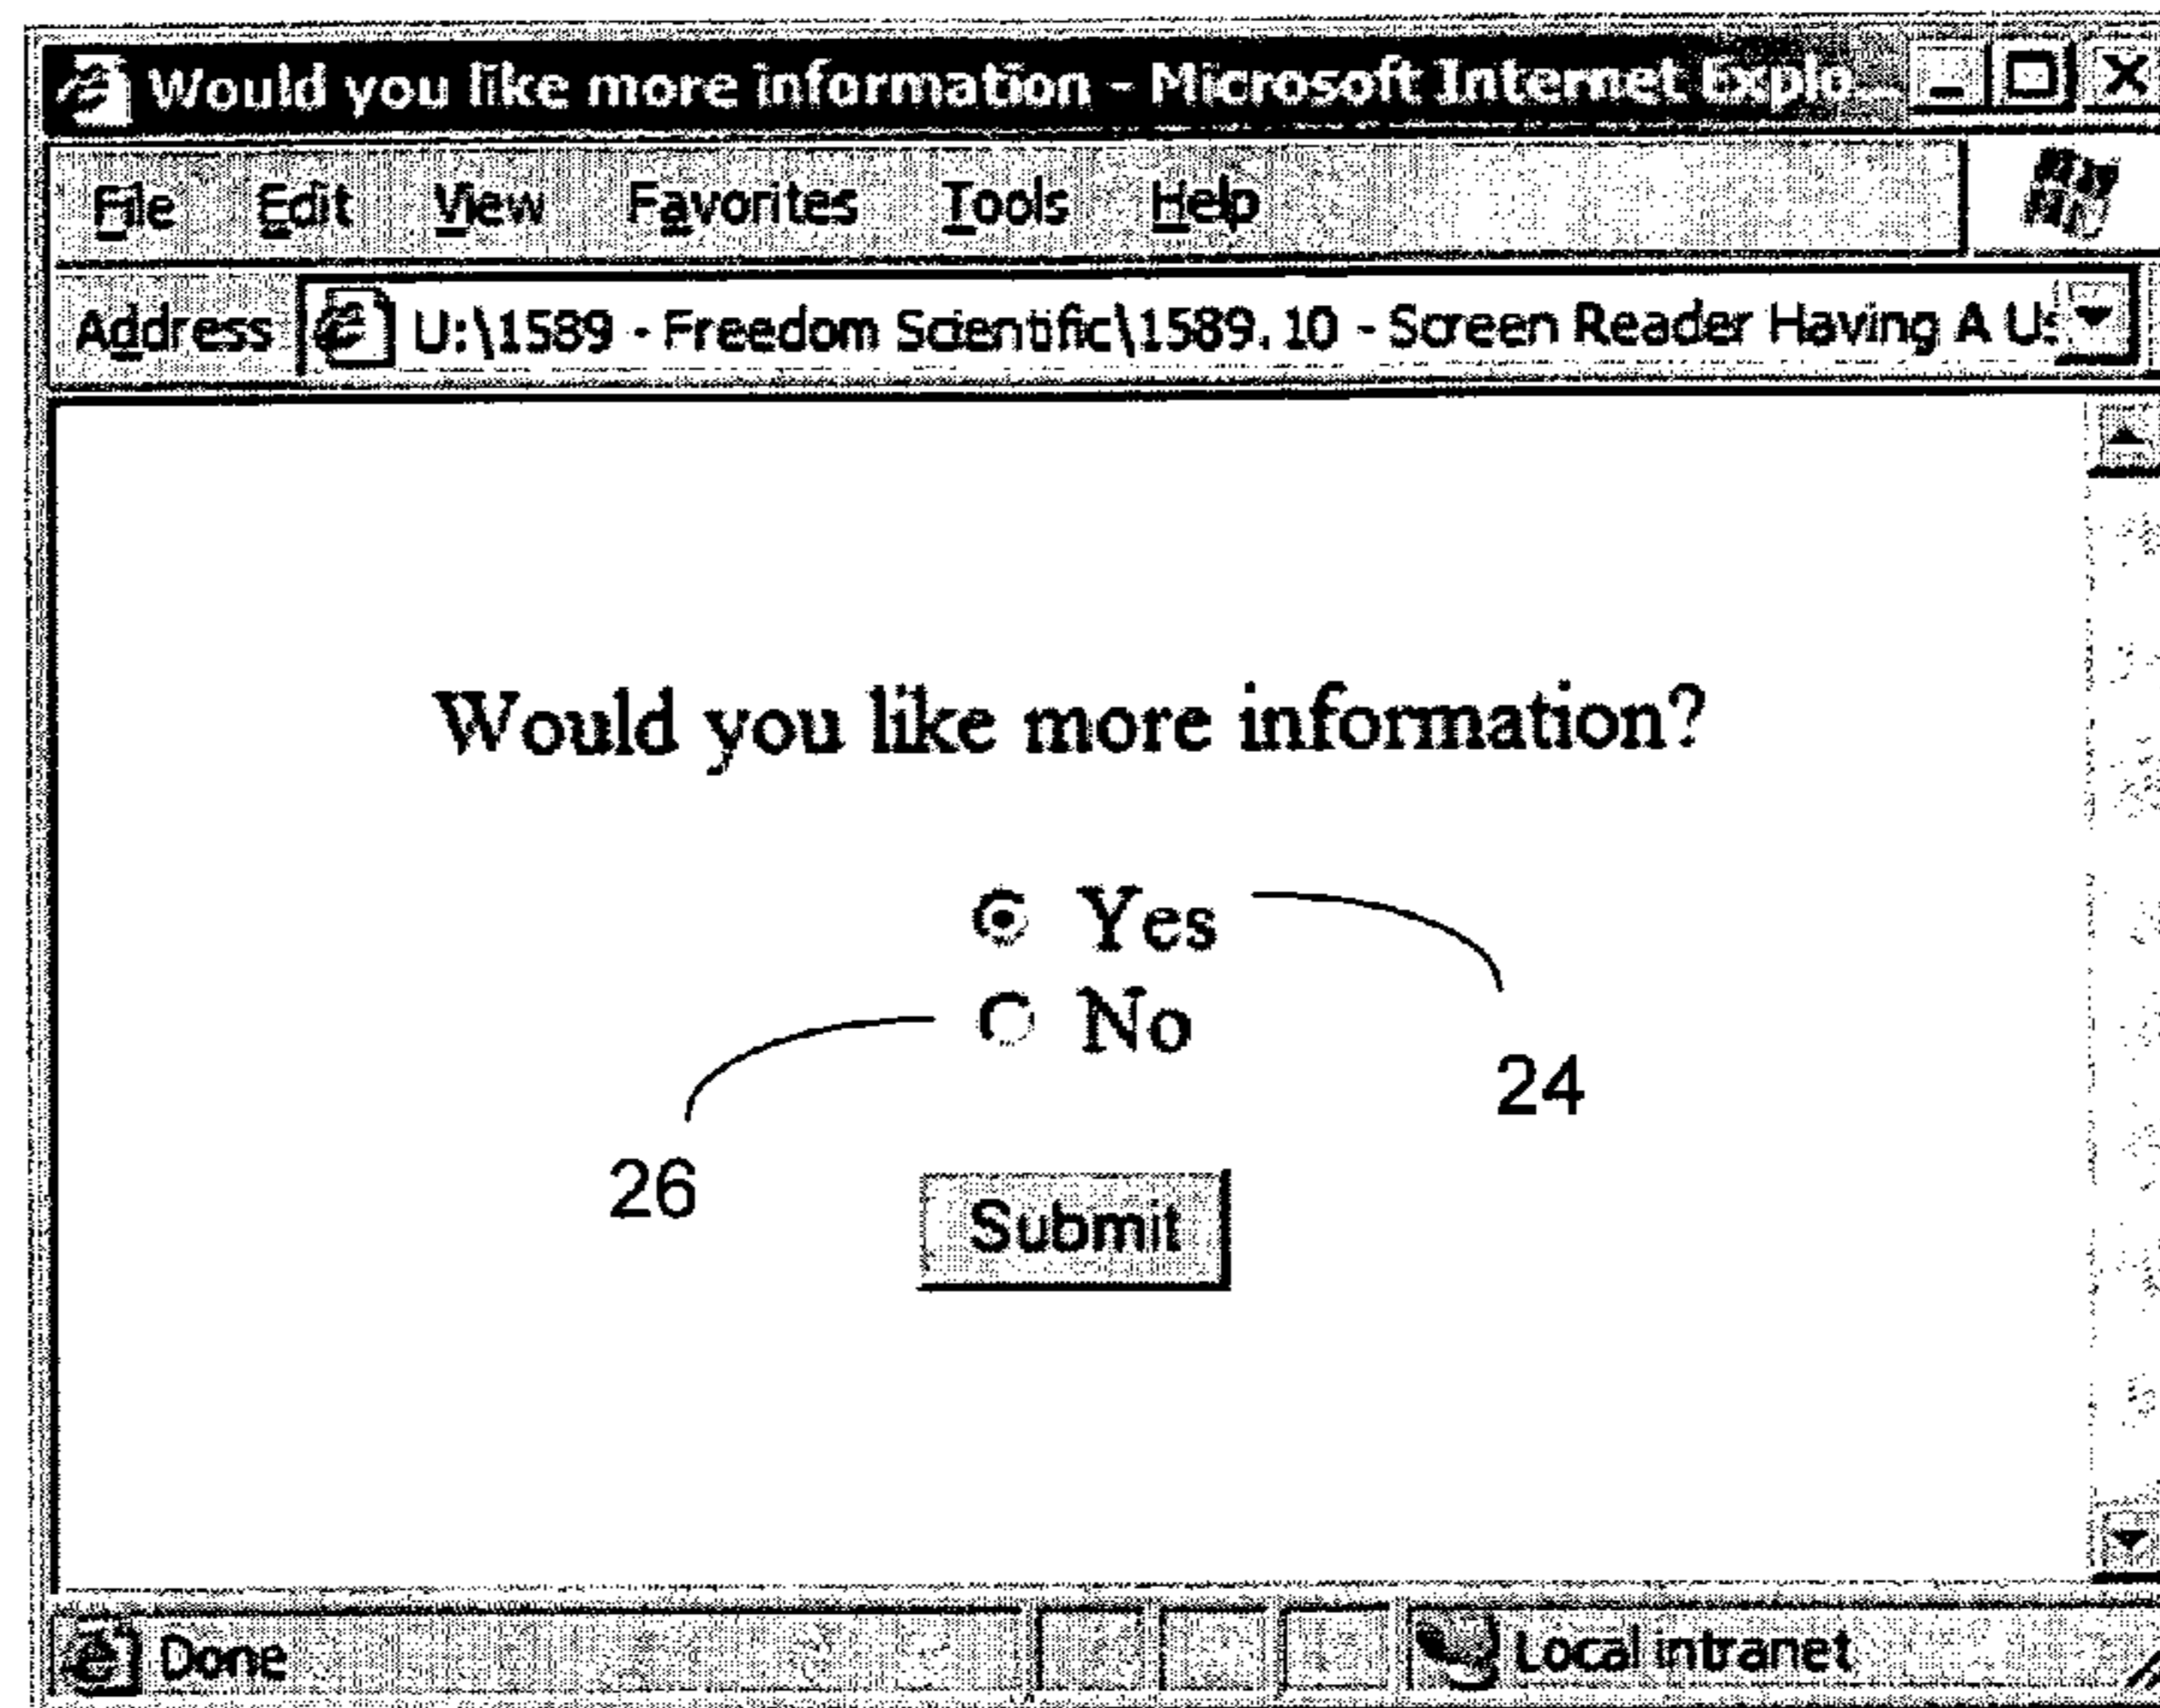 Would you like more information - Microsoft Internet Explo...
File Edit View Favorites Tools Help
Address U:\1589 - Freedom Scientific\1589.10 - Screen Reader Having A Us
Would you like more information?
Yes
No
24
26
Submit
Done Local intranet